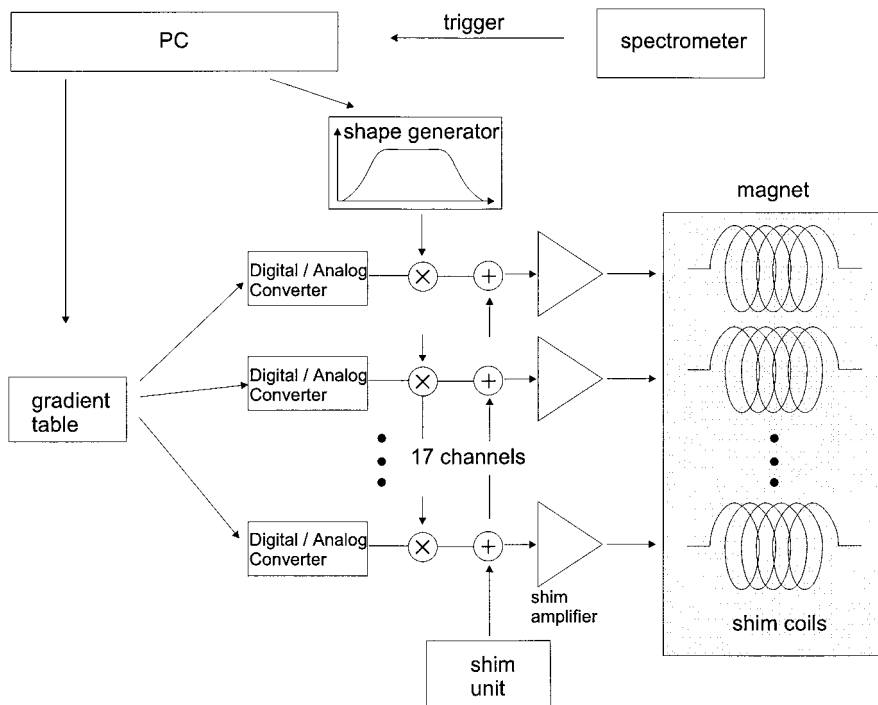 PC
trigger
spectrometer
shape generator
magnet
Digital / Analog
Converter
×
+
Digital / Analog
Converter
×
+
gradient
table
17 channels
Digital / Analog
Converter
×
+
shim
amplifier
shim coils
shim
unit